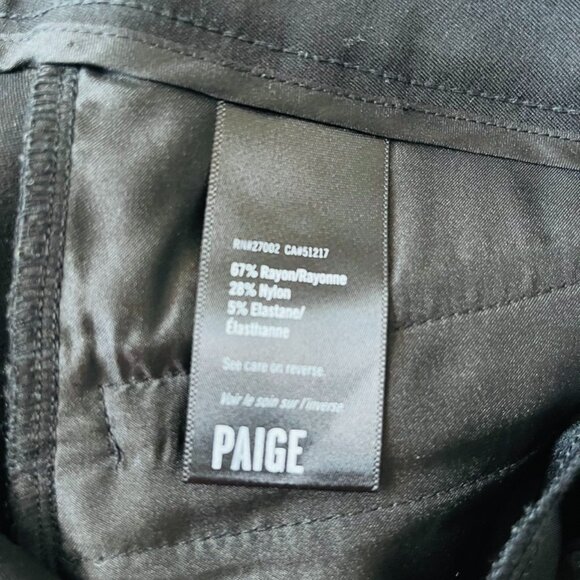 RN#27002 CA#51217
67% Rayon/Rayonne
28% Nylon
5% Elastane/
Élasthanne
See care on reverse.
Voir le soin sur l'inverse.
PAIGE